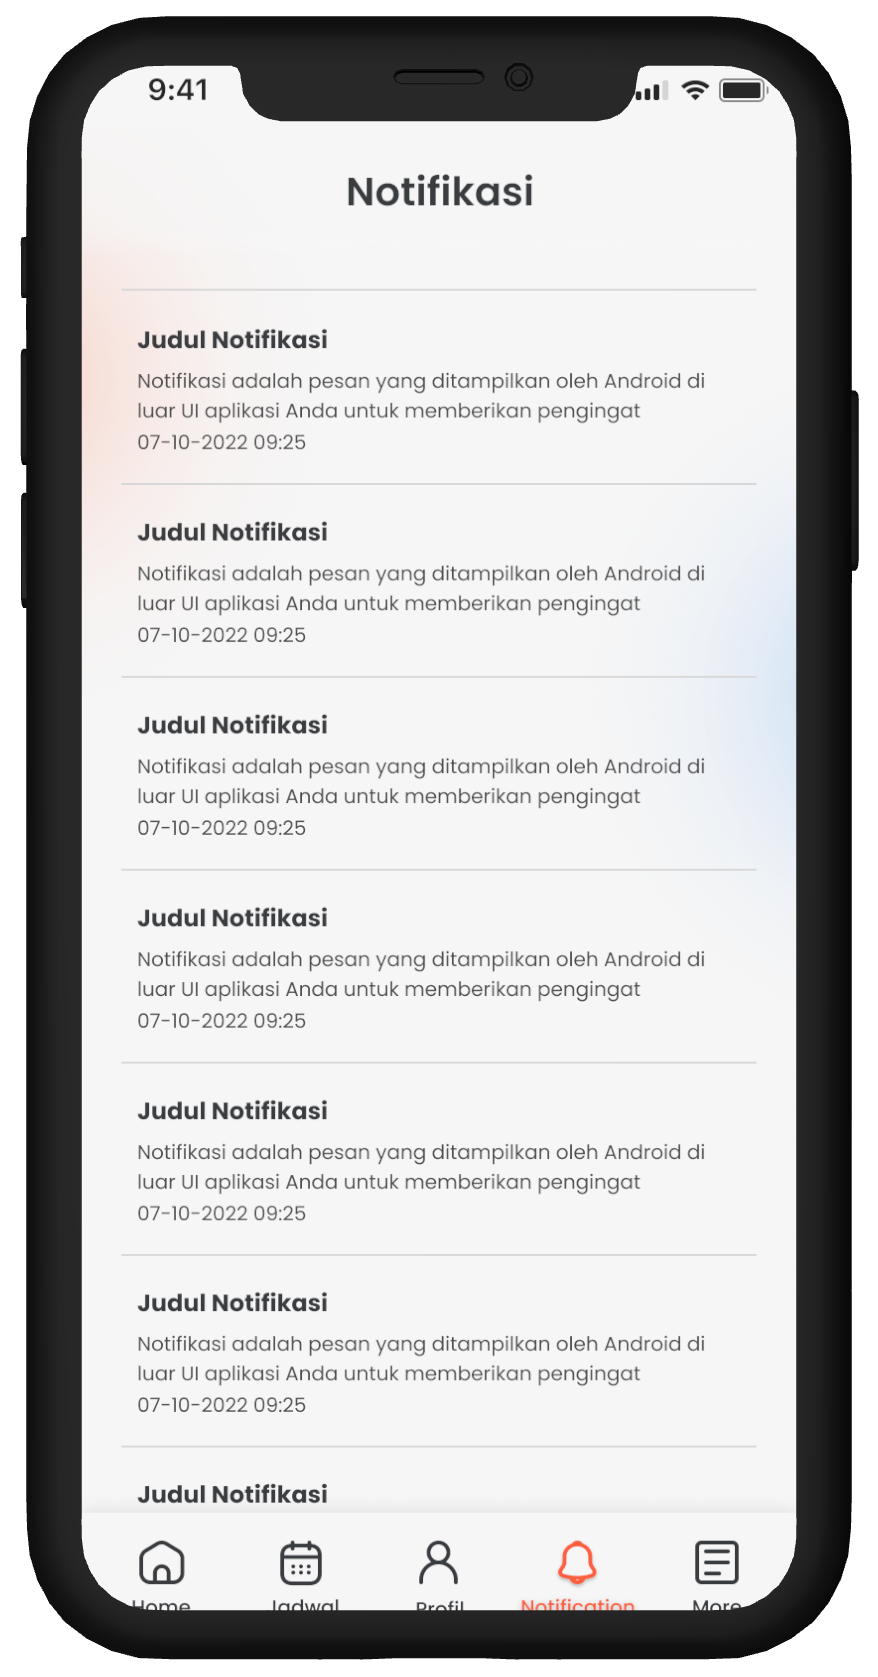 9:41
Notifikasi
Judul Notifikasi
Notifikasi adalah pesan yang ditampilkan oleh Android di
luar UI aplikasi Anda untuk memberikan pengingat
07-10-2022 09:25
Judul Notifikasi
Notifikasi adalah pesan yang ditampilkan oleh Android di
luar UI aplikasi Anda untuk memberikan pengingat
07-10-2022 09:25
Judul Notifikasi
Notifikasi adalah pesan yang ditampilkan oleh Android di
luar UI aplikasi Anda untuk memberikan pengingat
07-10-2022 09:25
Judul Notifikasi
Notifikasi adalah pesan yang ditampilkan oleh Android di
luar UI aplikasi Anda untuk memberikan pengingat
07-10-2022 09:25
Judul Notifikasi
Notifikasi adalah pesan yang ditampilkan oleh Android di
luar UI aplikasi Anda untuk memberikan pengingat
07-10-2022 09:25
Judul Notifikasi
Notifikasi adalah pesan yang ditampilkan oleh Android di
luar UI aplikasi Anda untuk memberikan pengingat
07-10-2022 09:25
Judul Notifikasi
Home Jadwal Profil Notification More